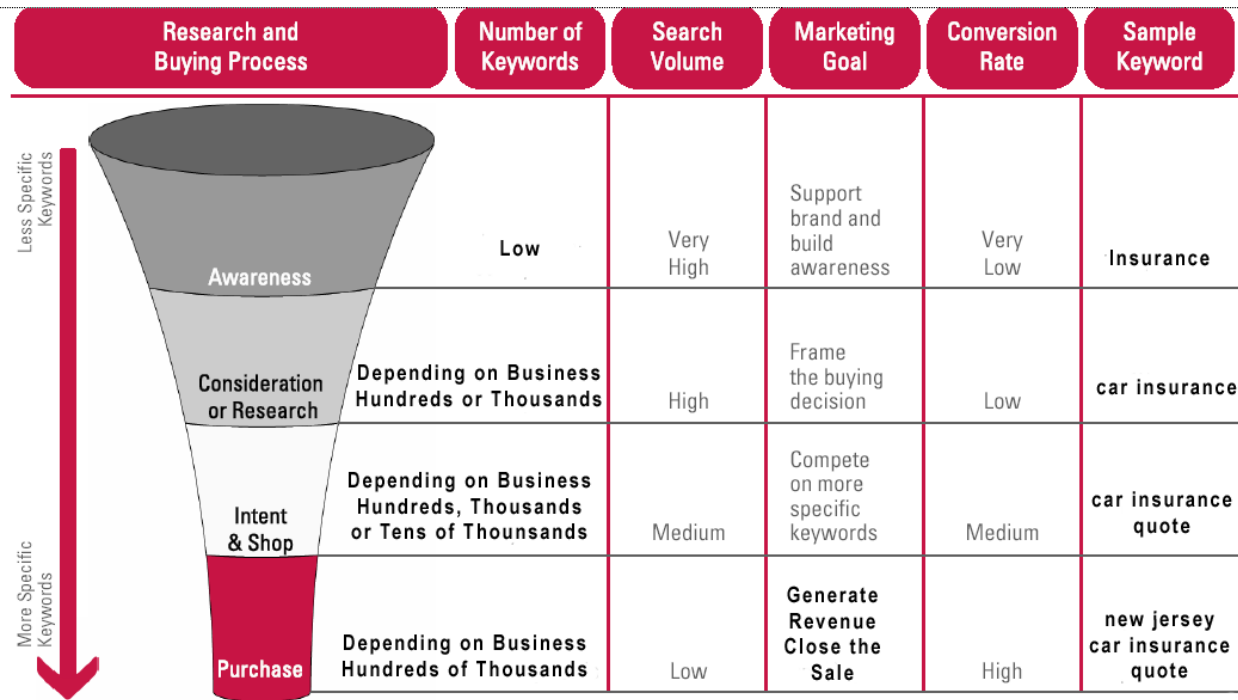 Research and
Buying Process
Number of
Keywords
Search
Volume
Marketing
Goal
Conversion
Rate
Sample
Keyword
Less Specific
Keywords
Awareness
Low
Very
High
Support
brand and
build
awareness
Very
Low
Insurance
Consideration
or Research
Depending on Business
Hundreds or Thousands
High
Frame
the buying
decision
Low
car insurance
Intent
& Shop
Depending on Business
Hundreds, Thousands
or Tens of Thounsands
Medium
Compete
on more
specific
keywords
Medium
car insurance
quote
More Specific
Keywords
Purchase
Depending on Business
Hundreds of Thousands
Low
Generate
Revenue
Close the
Sale
High
new jersey
car insurance
quote